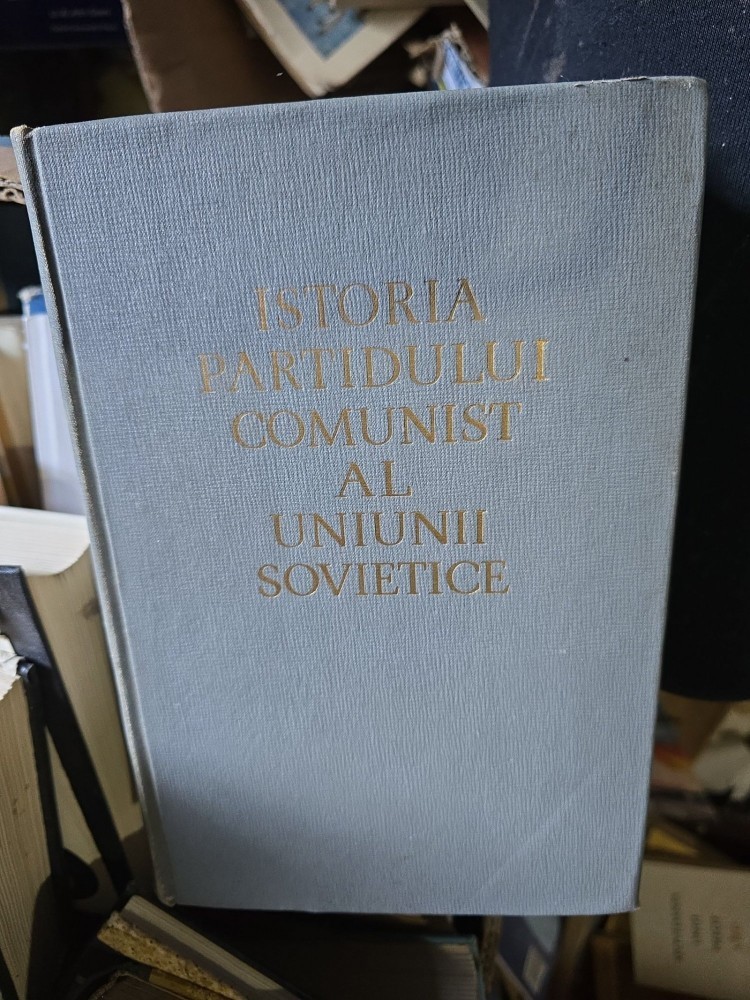 ISTORIA
PARTIDULUI
COMUNIST
AL
UNIUNII
SOVIETICE